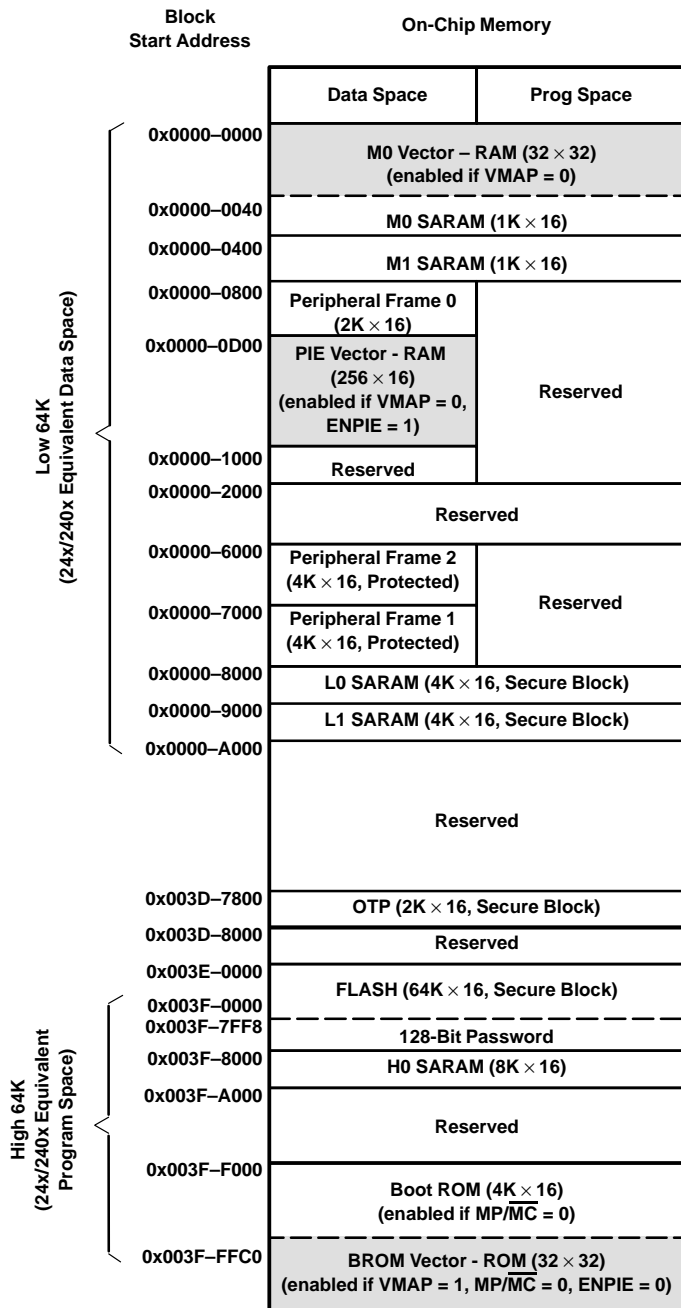 Block
Start Address
On-Chip Memory
Data Space
Prog Space
0x0000–0000
M0 Vector – RAM (32 × 32)
(enabled if VMAP = 0)
0x0000–0040
M0 SARAM (1K × 16)
0x0000–0400
M1 SARAM (1K × 16)
0x0000–0800
Peripheral Frame 0
(2K × 16)
0x0000–0D00
PIE Vector - RAM
(256 × 16)
(enabled if VMAP = 0,
ENPIE = 1)
Reserved
0x0000–1000
Reserved
0x0000–2000
Reserved
Low 64K
(24x/240x Equivalent Data Space)
0x0000–6000
Peripheral Frame 2
(4K × 16, Protected)
Reserved
0x0000–7000
Peripheral Frame 1
(4K × 16, Protected)
0x0000–8000
L0 SARAM (4K × 16, Secure Block)
0x0000–9000
L1 SARAM (4K × 16, Secure Block)
0x0000–A000
Reserved
0x003D–7800
OTP (2K × 16, Secure Block)
0x003D–8000
Reserved
0x003E–0000
FLASH (64K × 16, Secure Block)
0x003F–0000
0x003F–7FF8
128-Bit Password
0x003F–8000
H0 SARAM (8K × 16)
0x003F–A000
Reserved
High 64K
(24x/240x Equivalent
Program Space)
0x003F–F000
Boot ROM (4K × 16)
(enabled if MP/M̅C̅ = 0)
0x003F–FFC0
BROM Vector - ROM (32 × 32)
(enabled if VMAP = 1, MP/M̅C̅ = 0, ENPIE = 0)